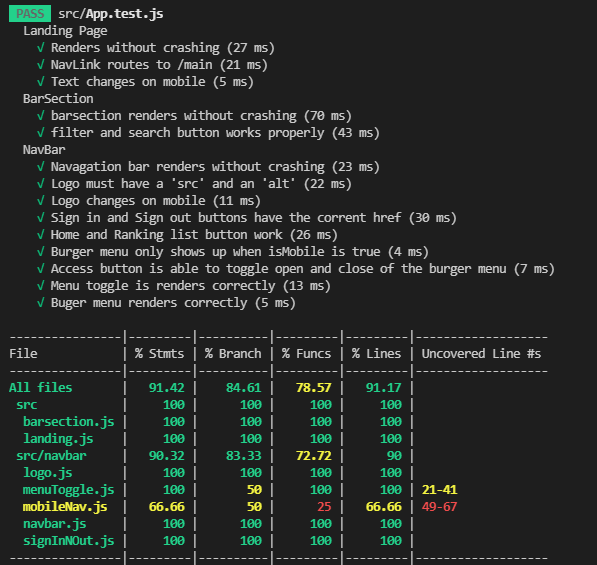 PASS src/App.test.js
Landing Page
√ Renders without crashing (27 ms)
√ NavLink routes to /main (21 ms)
√ Text changes on mobile (5 ms)
BarSection
√ barsection renders without crashing (70 ms)
√ filter and search button works properly (43 ms)
NavBar
√ Navagation bar renders without crashing (23 ms)
√ Logo must have a 'src' and an 'alt' (22 ms)
√ Logo changes on mobile (11 ms)
√ Sign in and Sign out buttons have the corrent href (30 ms)
√ Home and Ranking list button work (26 ms)
√ Burger menu only shows up when isMobile is true (4 ms)
√ Access button is able to toggle open and close of the burger menu (7 ms)
√ Menu toggle is renders correctly (13 ms)
√ Buger menu renders correctly (5 ms)
----------------|---------|----------|---------|---------|-------------------
File | % Stmts | % Branch | % Funcs | % Lines | Uncovered Line #s
----------------|---------|----------|---------|---------|-------------------
All files | 91.42 | 84.61 | 78.57 | 91.17 |
src | 100 | 100 | 100 | 100 |
barsection.js | 100 | 100 | 100 | 100 |
landing.js | 100 | 100 | 100 | 100 |
src/navbar | 90.32 | 83.33 | 72.72 | 90 |
logo.js | 100 | 100 | 100 | 100 |
menuToggle.js | 100 | 50 | 100 | 100 | 21-41
mobileNav.js | 66.66 | 50 | 25 | 66.66 | 49-67
navbar.js | 100 | 100 | 100 | 100 |
signInNOut.js | 100 | 100 | 100 | 100 |
----------------|---------|----------|---------|---------|-------------------